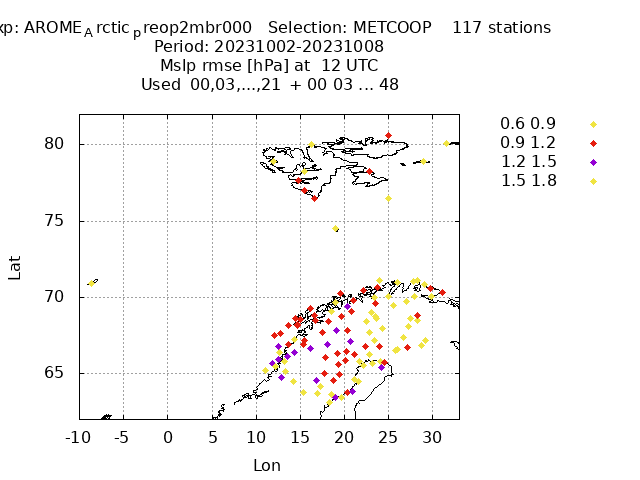 xp: AROME_Arctic_preop2mbr000 Selection: METCOOP 117 stations
Period: 20231002-20231008
Mslp rmse [hPa] at 12 UTC
Used 00,03,...,21 + 00 03 ... 48
0.6 0.9
0.9 1.2
1.2 1.5
1.5 1.8
80
75
70
65
Lat
-10 -5 0 5 10 15 20 25 30
Lon